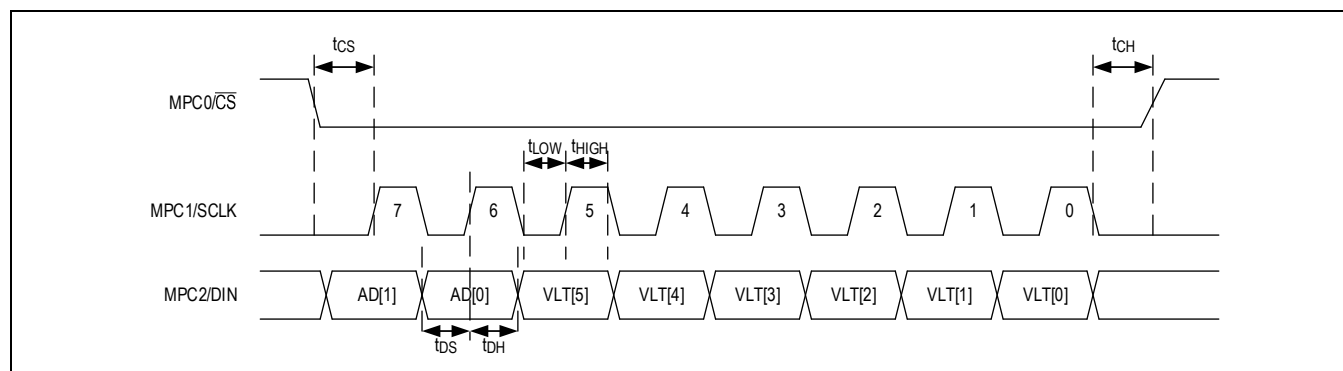 tCS tCH
MPC0/CS
tLOW tHIGH
MPC1/SCLK 7 6 5 4 3 2 1 0
MPC2/DIN AD[1] AD[0] VLT[5] VLT[4] VLT[3] VLT[2] VLT[1] VLT[0]
tDS tDH